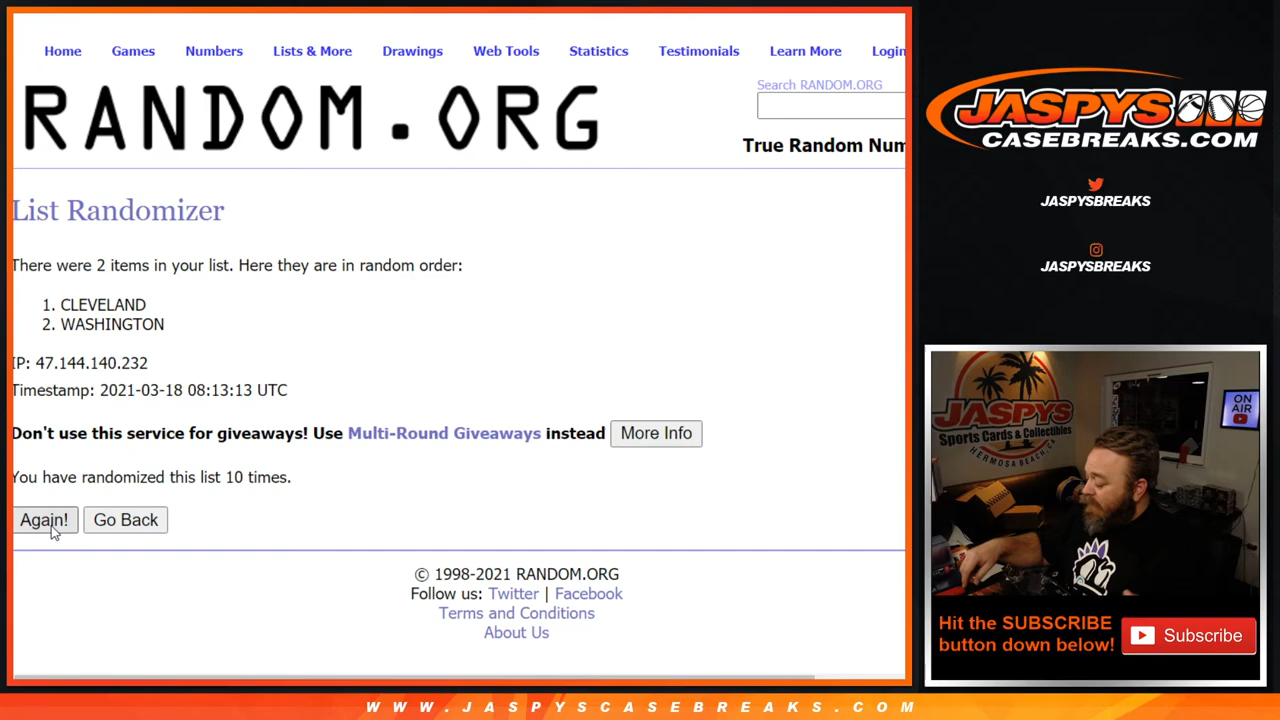 Home Games Numbers Lists & More Drawings Web Tools Statistics Testimonials Learn More Login
RANDOM.ORG
Search RANDOM.ORG
True Random Num
List Randomizer
There were 2 items in your list. Here they are in random order:
1. CLEVELAND
2. WASHINGTON
IP: 47.144.140.232
Timestamp: 2021-03-18 08:13:13 UTC
Don't use this service for giveaways! Use Multi-Round Giveaways instead More Info
You have randomized this list 10 times.
Again! Go Back
© 1998-2021 RANDOM.ORG
Follow us: Twitter | Facebook
Terms and Conditions
About Us
JASPYS
CASEBREAKS.COM
JASPYSBREAKS
JASPYSBREAKS
JASPYS
Sports Cards & Collectibles
HERMOSA BEACH, CA
ON
AIR
Hit the SUBSCRIBE
button down below!
Subscribe
WWW.JASPYSCASEBREAKS.COM